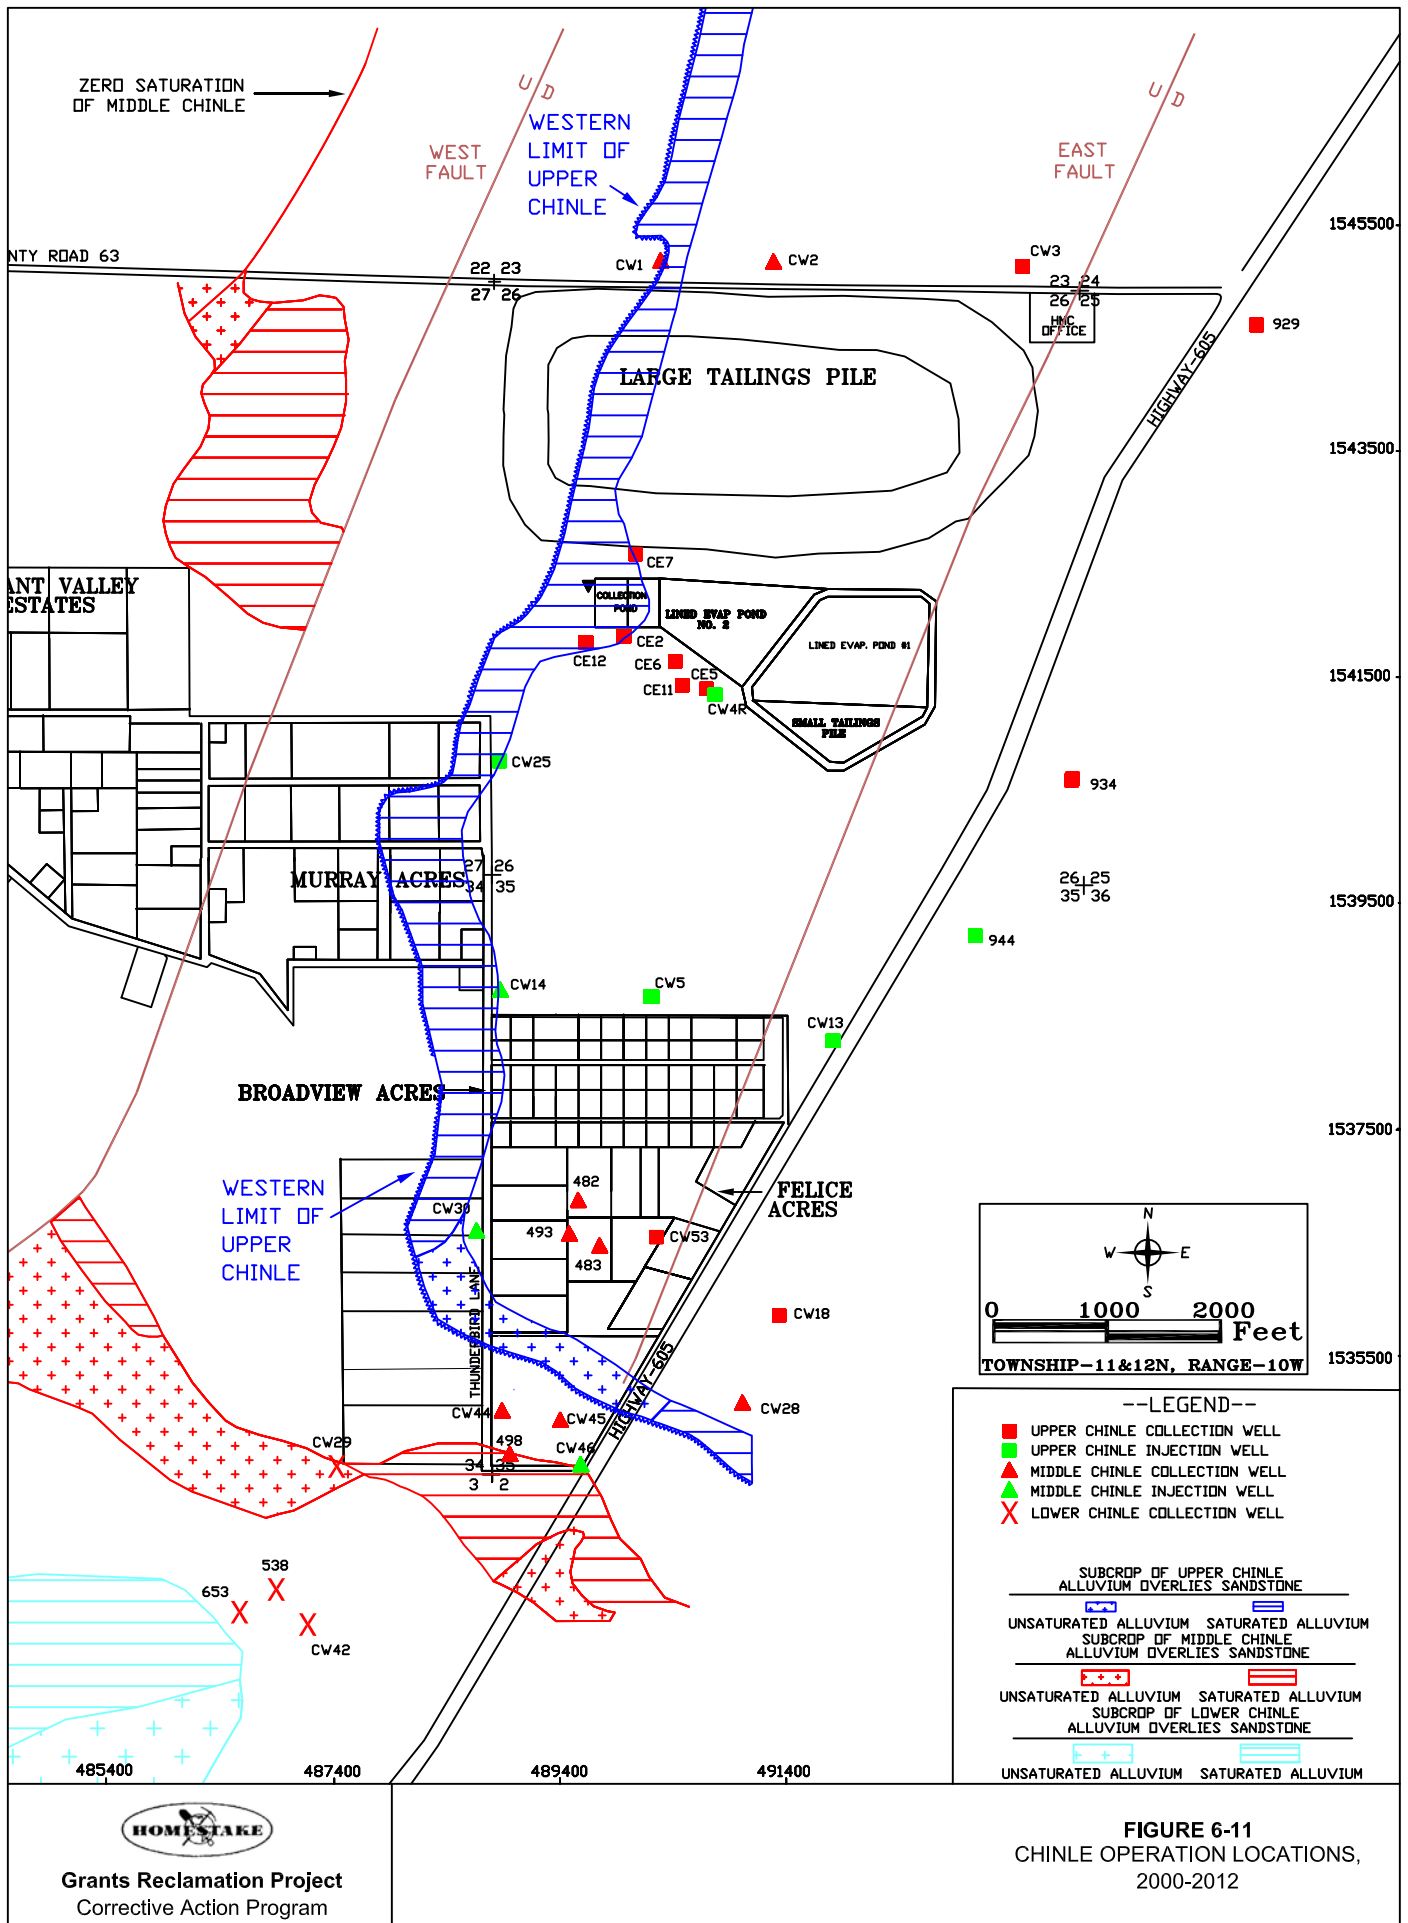 ZERO SATURATION
OF MIDDLE CHINLE
U D
WESTERN
LIMIT OF
UPPER
CHINLE
WEST
FAULT
U D
EAST
FAULT
1545500
NTY ROAD 63
22 23
27 26
CW1
CW2
CW3
23 24
26 25
HMC
OFFICE
929
HIGHWAY-605
LARGE TAILINGS PILE
1543500
CE7
ANT VALLEY
ESTATES
COLLECTION
POND
LINED EVAP POND
NO. 2
LINED EVAP. POND #1
CE2
CE12
CE6
CE5
CE11
CW4R
SMALL TAILINGS
PILE
1541500
CW25
934
27 26
34 35
MURRAY ACRES
26 25
35 36
1539500
944
CW14
CW5
CW13
BROADVIEW ACRES
1537500
WESTERN
LIMIT OF
UPPER
CHINLE
482
CW30
493
483
CW53
FELICE
ACRES
THUNDERBIRD LANE
CW18
HIGHWAY-605
N
W E
S
0 1000 2000
Feet
TOWNSHIP-11&12N, RANGE-10W
1535500
CW44
CW45
CW28
CW29
498
CW46
34 35
3 2
538
653
CW42
--LEGEND--
UPPER CHINLE COLLECTION WELL
UPPER CHINLE INJECTION WELL
MIDDLE CHINLE COLLECTION WELL
MIDDLE CHINLE INJECTION WELL
LOWER CHINLE COLLECTION WELL
SUBCROP OF UPPER CHINLE
ALLUVIUM OVERLIES SANDSTONE
UNSATURATED ALLUVIUM SATURATED ALLUVIUM
SUBCROP OF MIDDLE CHINLE
ALLUVIUM OVERLIES SANDSTONE
UNSATURATED ALLUVIUM SATURATED ALLUVIUM
SUBCROP OF LOWER CHINLE
ALLUVIUM OVERLIES SANDSTONE
UNSATURATED ALLUVIUM SATURATED ALLUVIUM
485400 487400 489400 491400
HOMESTAKE
Grants Reclamation Project
Corrective Action Program
FIGURE 6-11
CHINLE OPERATION LOCATIONS,
2000-2012